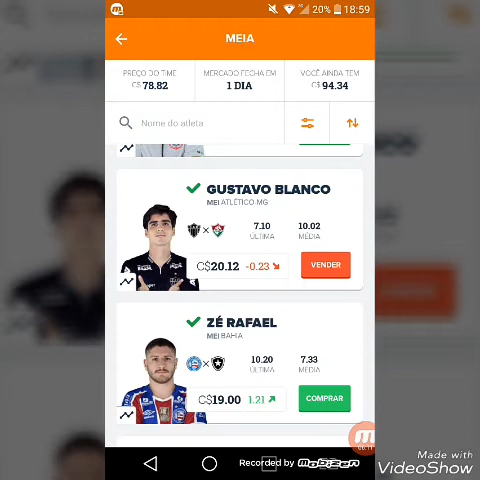 20% 18:59
MEIA
PREÇO DO TIME
C$ 78.82
MERCADO FECHA EM
1 DIA
VOCÊ AINDA TEM
C$ 94.34
Nome do atleta
GUSTAVO BLANCO
MEI ATLÉTICO-MG
7.10
ÚLTIMA
10.02
MÉDIA
C$20.12 -0.23
VENDER
ZÉ RAFAEL
MEI BAHIA
10.20
ÚLTIMA
7.33
MÉDIA
C$19.00 1.21
COMPRAR
Recorded by Mobizen
Made with
VideoShow